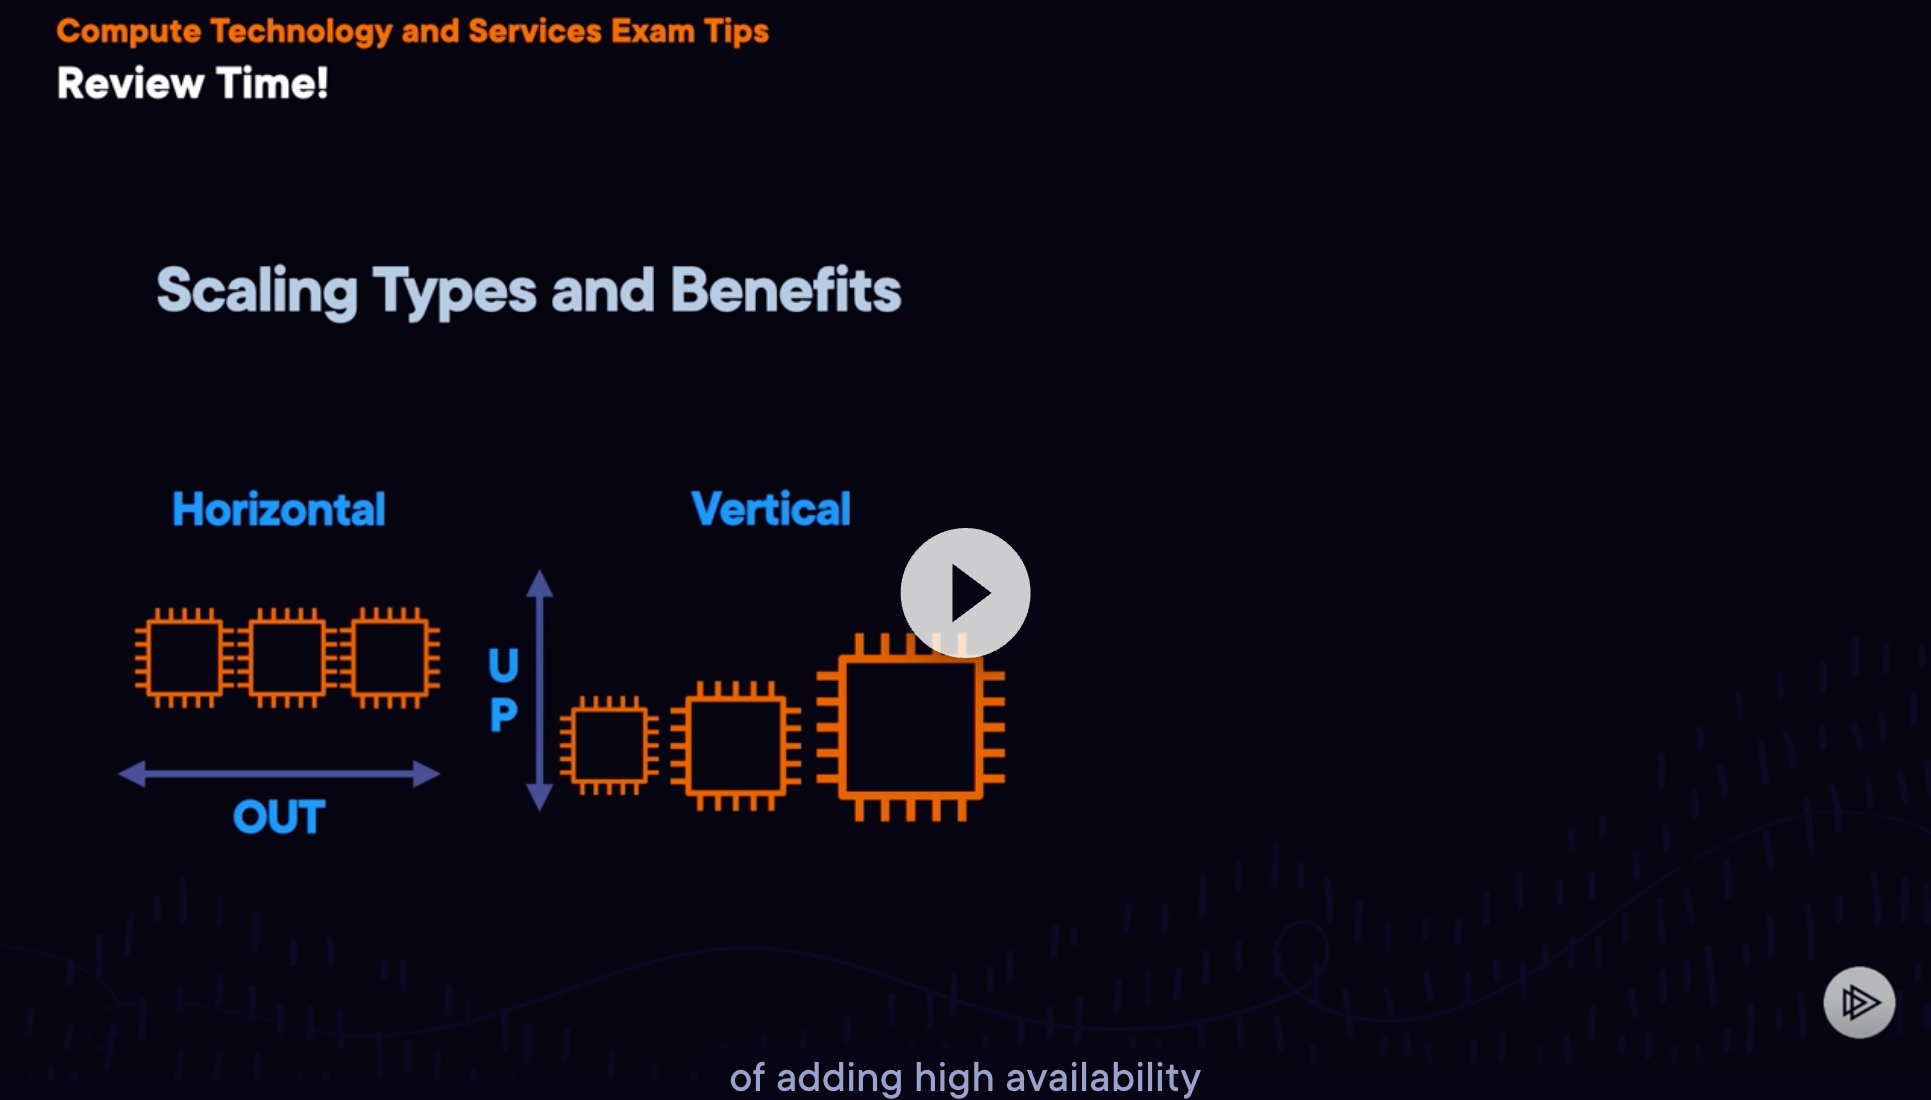 Compute Technology and Services Exam Tips
Review Time!
Scaling Types and Benefits
Horizontal
Vertical
OUT
U
P
of adding high availability